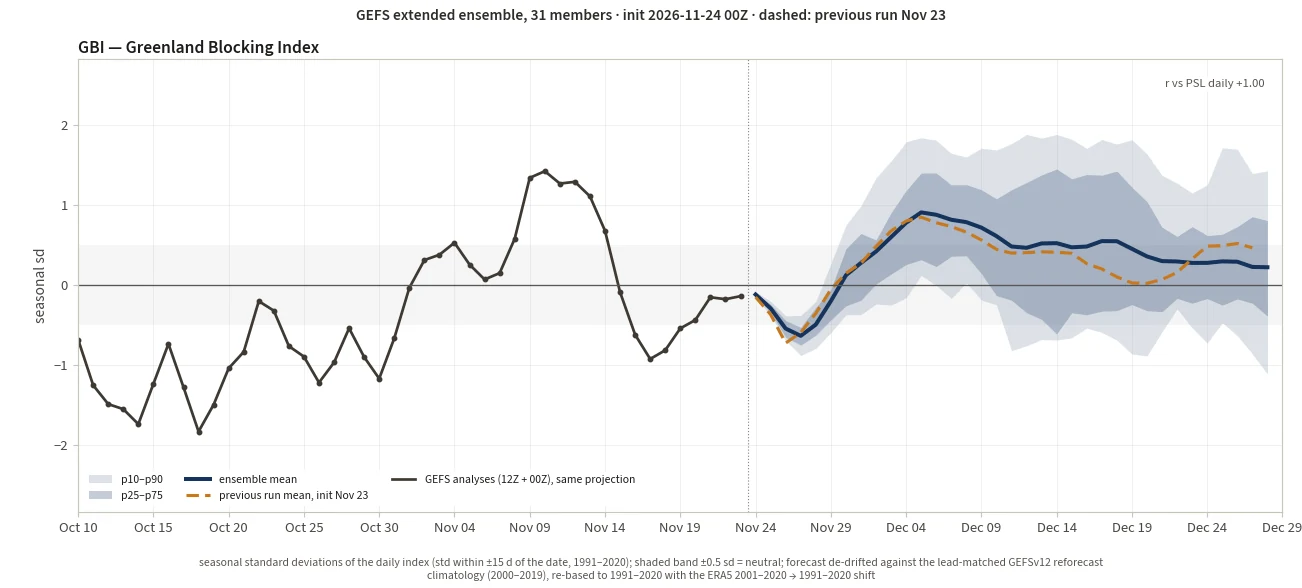 GEFS extended ensemble, 31 members · init 2026-11-24 00Z · dashed: previous run Nov 23
GBI — Greenland Blocking Index
r vs PSL daily +1.00
seasonal sd
2
1
0
−1
−2
p10–p90
ensemble mean
GEFS analyses (12Z + 00Z), same projection
p25–p75
previous run mean, init Nov 23
Oct 10 Oct 15 Oct 20 Oct 25 Oct 30 Nov 04 Nov 09 Nov 14 Nov 19 Nov 24 Nov 29 Dec 04 Dec 09 Dec 14 Dec 19 Dec 24 Dec 29
seasonal standard deviations of the daily index (std within ±15 d of the date, 1991–2020); shaded band ±0.5 sd = neutral; forecast de-drifted against the lead-matched GEFSv12 reforecast
climatology (2000–2019), re-based to 1991–2020 with the ERA5 2001–2020 → 1991–2020 shift